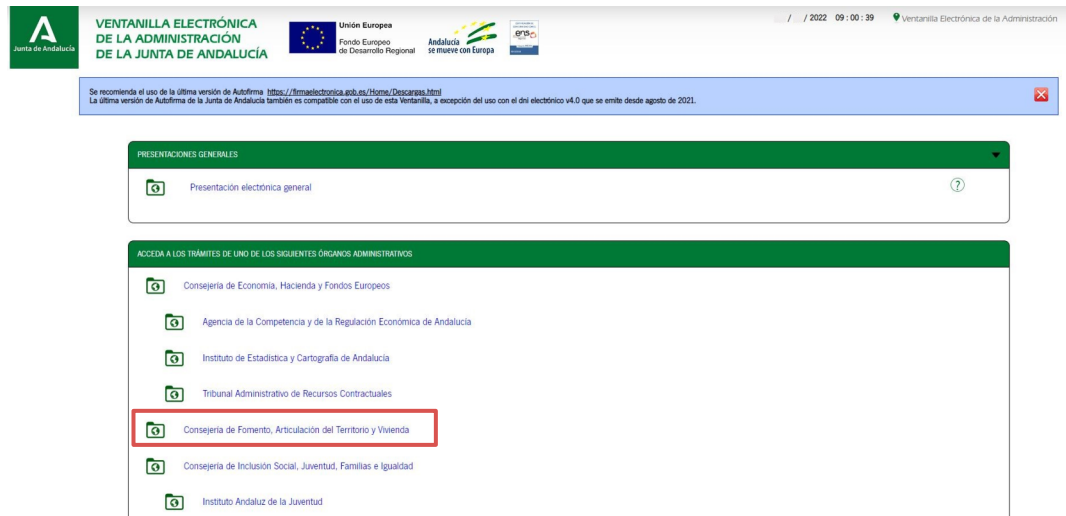 Junta de Andalucía
VENTANILLA ELECTRÓNICA
DE LA ADMINISTRACIÓN
DE LA JUNTA DE ANDALUCÍA
Unión Europea
Fondo Europeo
de Desarrollo Regional
Andalucía
se mueve con Europa
ens
/ / 2022 09 : 00 : 39
Ventanilla Electrónica de la Administración
Se recomienda el uso de la última versión de Autofirma https://firmaelectronica.gob.es/Home/Descargas.html
La última versión de Autofirma de la Junta de Andalucía también es compatible con el uso de esta Ventanilla, a excepción del uso con el dni electrónico v4.0 que se emite desde agosto de 2021.
PRESENTACIONES GENERALES
Presentación electrónica general
?
ACCEDA A LOS TRÁMITES DE UNO DE LOS SIGUIENTES ÓRGANOS ADMINISTRATIVOS
Consejería de Economía, Hacienda y Fondos Europeos
Agencia de la Competencia y de la Regulación Económica de Andalucía
Instituto de Estadística y Cartografía de Andalucía
Tribunal Administrativo de Recursos Contractuales
Consejería de Fomento, Articulación del Territorio y Vivienda
Consejería de Inclusión Social, Juventud, Familias e Igualdad
Instituto Andaluz de la Juventud